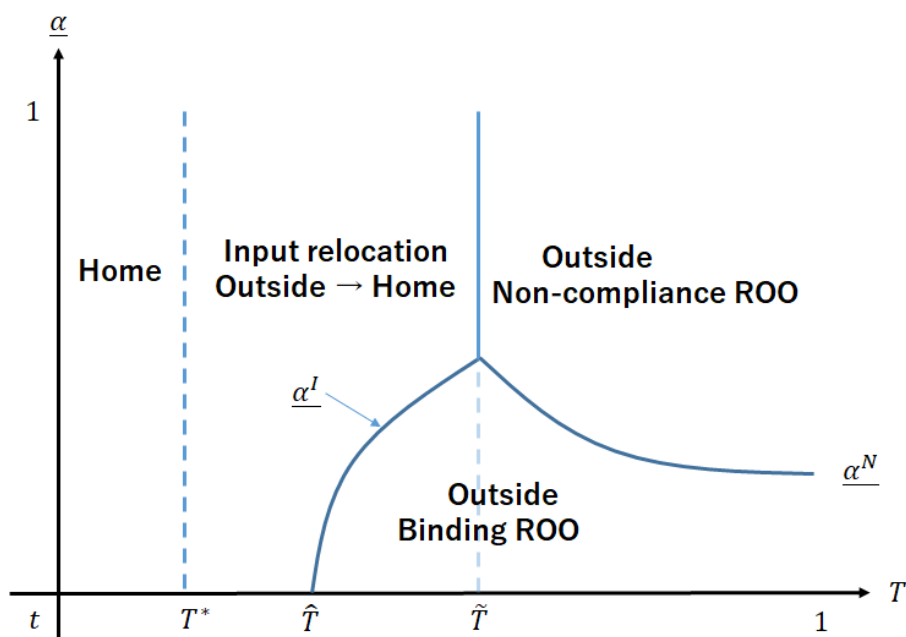 α
1
Home
Input relocation
Outside → Home
Outside
Non-compliance ROO
α^I
α^N
Outside
Binding ROO
T
t
T*
T̂
T̃
1